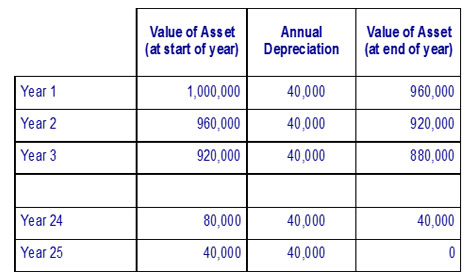 Value of Asset (at start of year) Annual Depreciation Value of Asset (at end of year)
Year 1 1,000,000 40,000 960,000
Year 2 960,000 40,000 920,000
Year 3 920,000 40,000 880,000
Year 24 80,000 40,000 40,000
Year 25 40,000 40,000 0